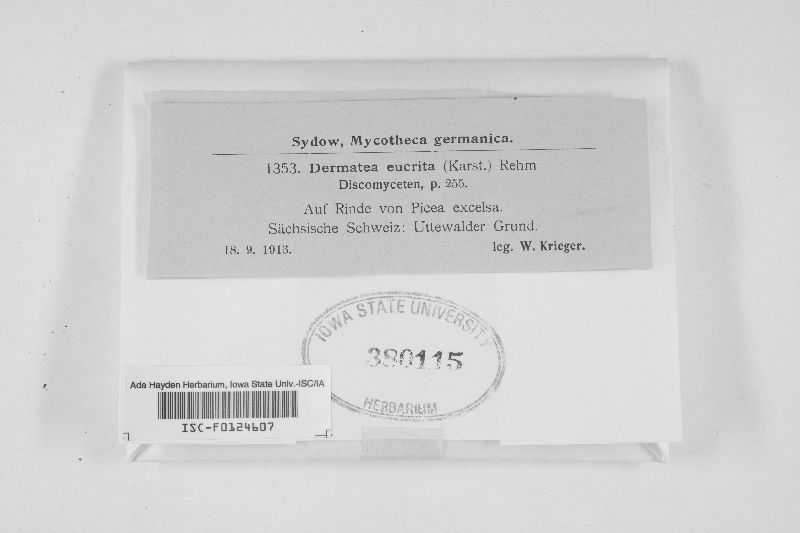 Sydow, Mycotheca germanica.
1353. Dermatea eucrita (Karst.) Rehm
Discomyceten, p. 255.
Auf Rinde von Picea excelsa.
Sächsische Schweiz: Uttewalder Grund.
18. 9. 1913. leg. W. Krieger.
IOWA STATE UNIVERSITY
380115
HERBARIUM
Ada Hayden Herbarium, Iowa State Univ.-ISC/IA
ISC-F0124607